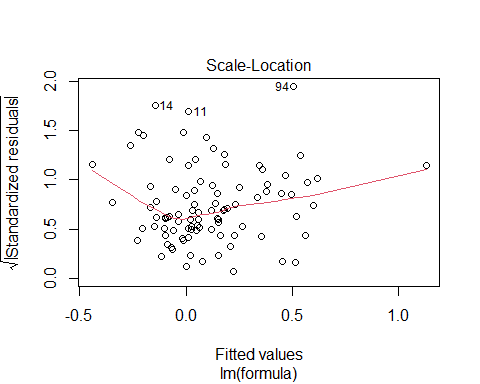 Scale-Location
√|Standardized residuals|
2.0
1.5
1.0
0.5
0.0
94
14
11
-0.5 0.0 0.5 1.0
Fitted values
lm(formula)